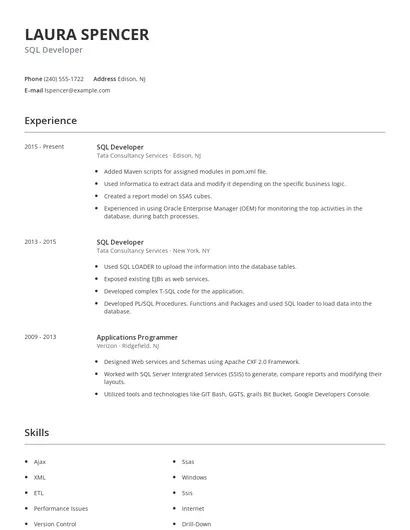 LAURA SPENCER
SQL Developer
Phone (240) 555-1722 Address Edison, NJ
E-mail lspencer@example.com
Experience
2015 - Present
SQL Developer
Tata Consultancy Services · Edison, NJ
• Added Maven scripts for assigned modules in pom.xml file.
• Used Informatica to extract data and modify it depending on the specific business logic.
• Created a report model on SSAS cubes.
• Experienced in using Oracle Enterprise Manager (OEM) for monitoring the top activities in the
database, during batch processes.
2013 - 2015
SQL Developer
Tata Consultancy Services · New York, NY
• Used SQL LOADER to upload the information into the database tables.
• Exposed existing EJBs as web services.
• Developed complex T-SQL code for the application.
• Developed PL/SQL Procedures, Functions and Packages and used SQL loader to load data into the
database.
2009 - 2013
Applications Programmer
Verizon · Ridgefield, NJ
• Designed Web services and Schemas using Apache CXF 2.0 Framework.
• Worked with SQL Server Intergrated Services (SSIS) to generate, compare reports and modifying their
layouts.
• Utilized tools and technologies like GIT Bash, GGTS, grails Bit Bucket, Google Developers Console.
Skills
• Ajax
• XML
• ETL
• Performance Issues
• Version Control
• Ssas
• Windows
• Ssis
• Internet
• Drill-Down